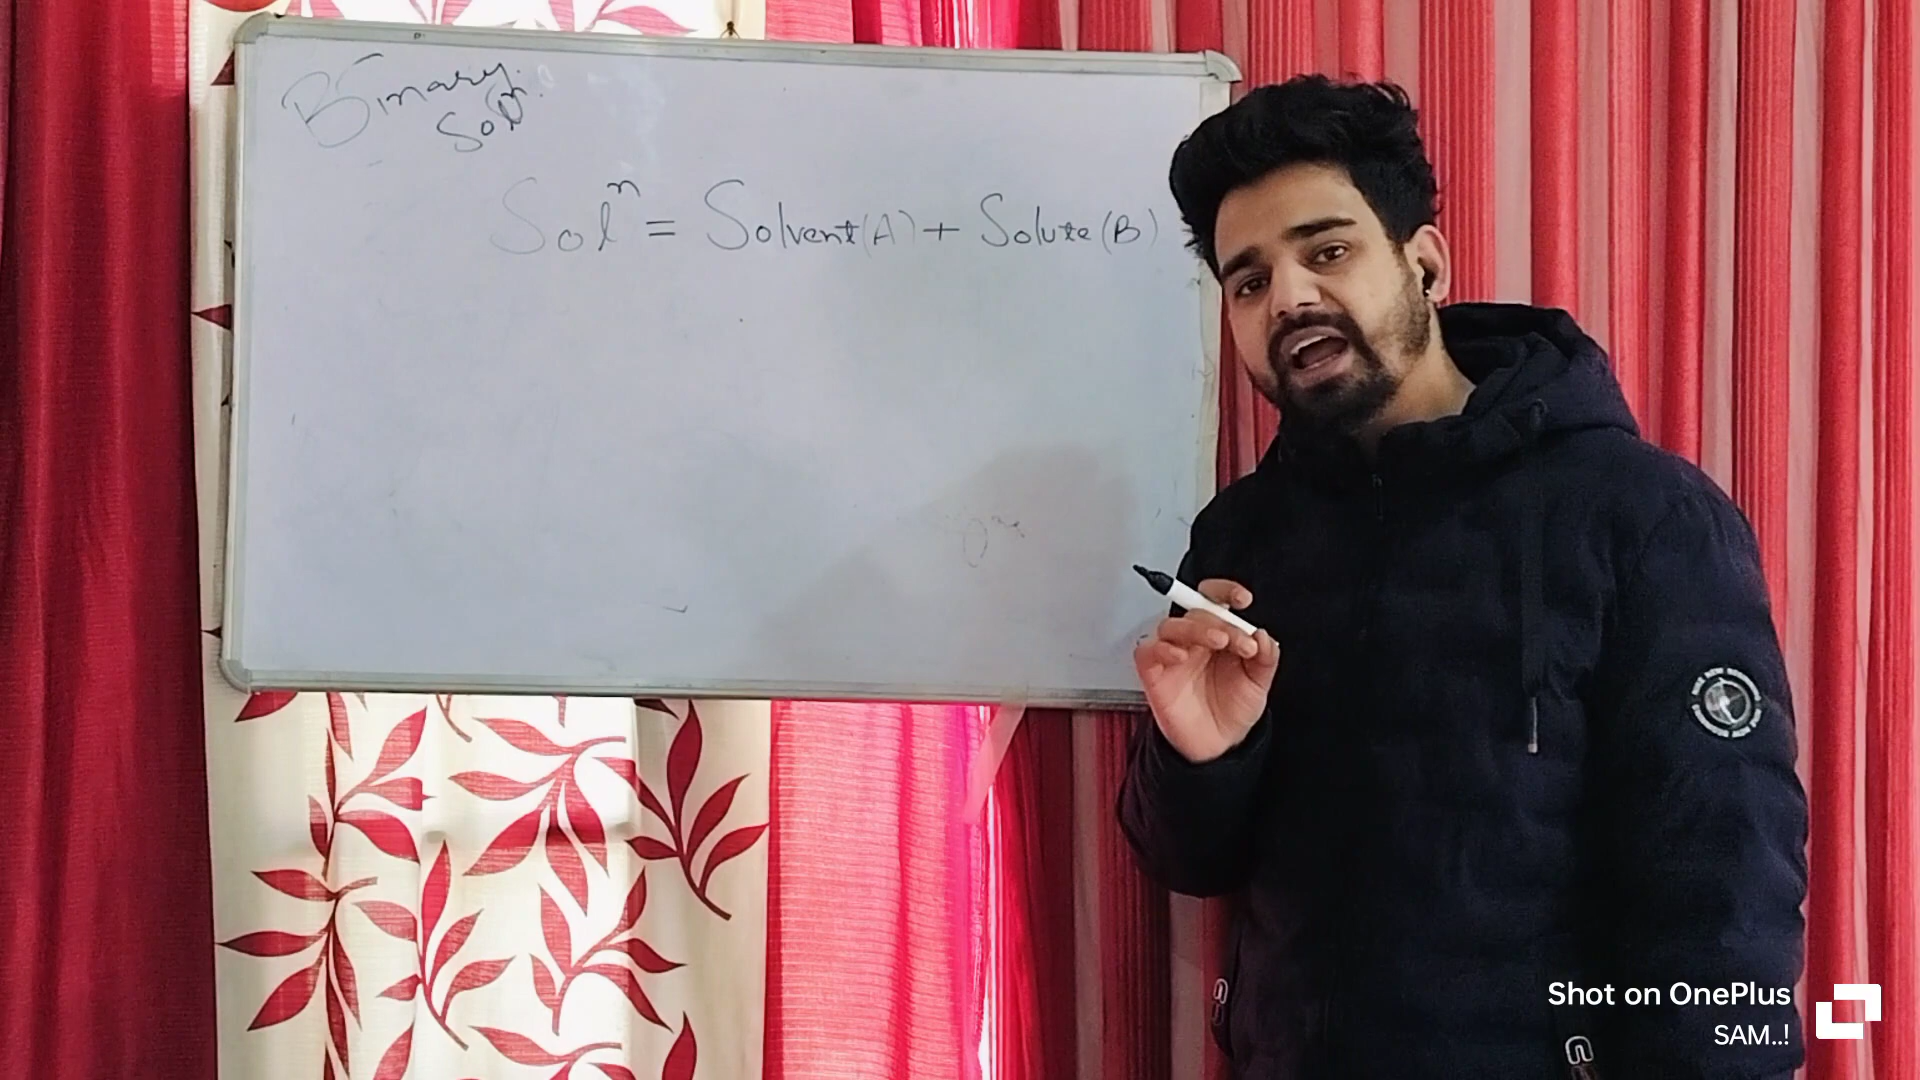 Binary
Solⁿ.
Solⁿ = Solvent(A) + Solute(B)
Shot on OnePlus
SAM..!